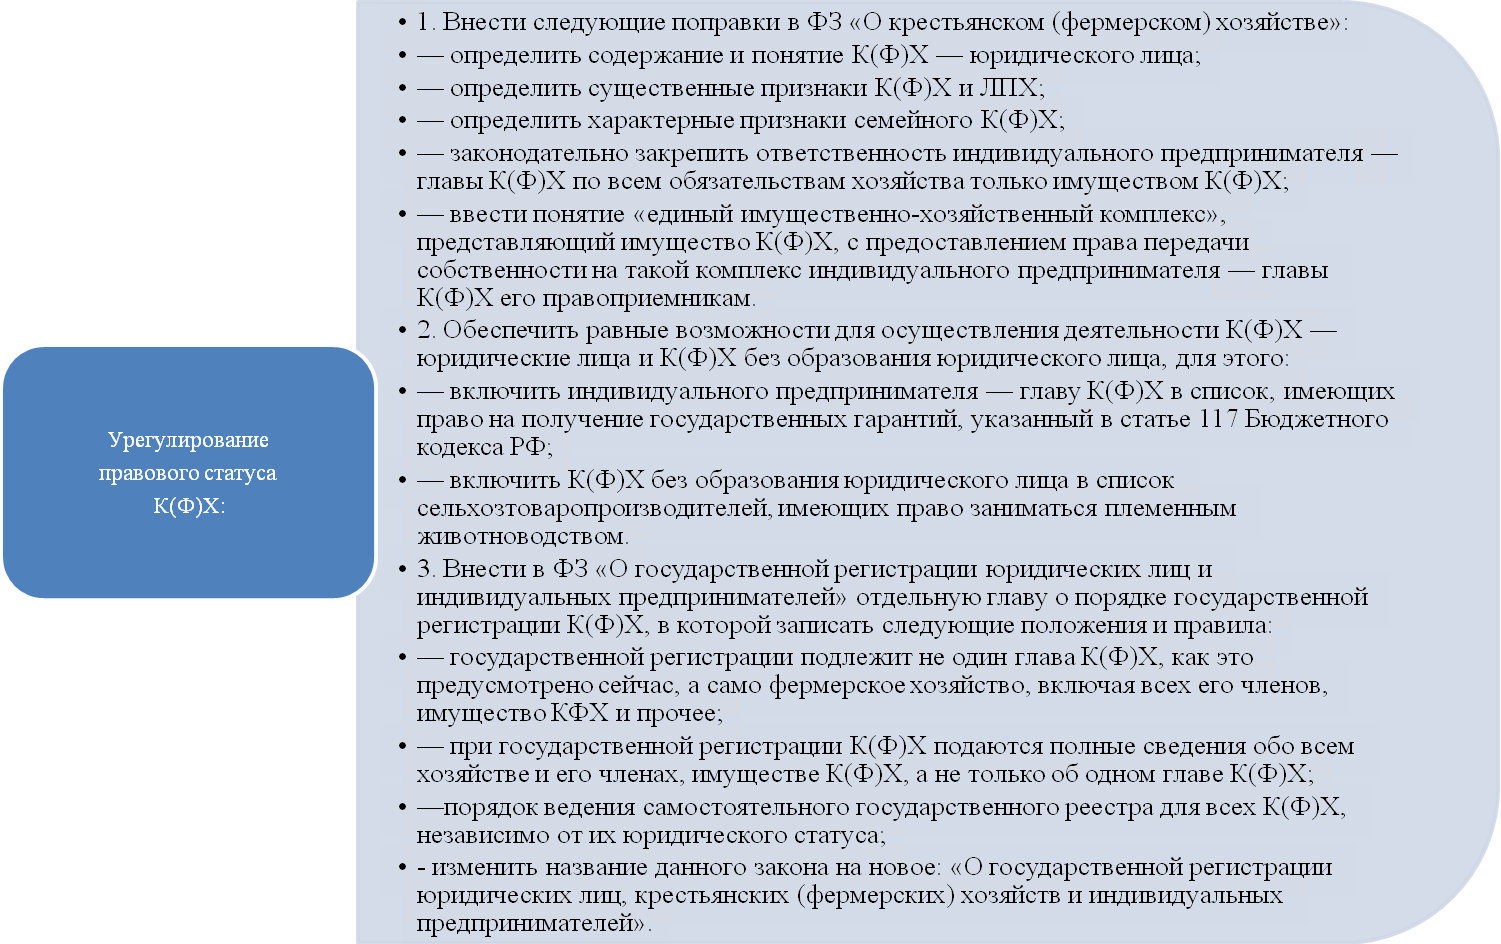 Урегулирование
правового статуса
К(Ф)Х:
• 1. Внести следующие поправки в ФЗ «О крестьянском (фермерском) хозяйстве»:
• — определить содержание и понятие К(Ф)Х — юридического лица;
• — определить существенные признаки К(Ф)Х и ЛПХ;
• — определить характерные признаки семейного К(Ф)Х;
• — законодательно закрепить ответственность индивидуального предпринимателя —
главы К(Ф)Х по всем обязательствам хозяйства только имуществом К(Ф)Х;
• — ввести понятие «единый имущественно-хозяйственный комплекс»,
представляющий имущество К(Ф)Х, с предоставлением права передачи
собственности на такой комплекс индивидуального предпринимателя — главы
К(Ф)Х его правоприемникам.
• 2. Обеспечить равные возможности для осуществления деятельности К(Ф)Х —
юридические лица и К(Ф)Х без образования юридического лица, для этого:
• — включить индивидуального предпринимателя — главу К(Ф)Х в список, имеющих
право на получение государственных гарантий, указанный в статье 117 Бюджетного
кодекса РФ;
• — включить К(Ф)Х без образования юридического лица в список
сельхозтоваропроизводителей, имеющих право заниматься племенным
животноводством.
• 3. Внести в ФЗ «О государственной регистрации юридических лиц и
индивидуальных предпринимателей» отдельную главу о порядке государственной
регистрации К(Ф)Х, в которой записать следующие положения и правила:
• — государственной регистрации подлежит не один глава К(Ф)Х, как это
предусмотрено сейчас, а само фермерское хозяйство, включая всех его членов,
имущество КФХ и прочее;
• — при государственной регистрации К(Ф)Х подаются полные сведения обо всем
хозяйстве и его членах, имуществе К(Ф)Х, а не только об одном главе К(Ф)Х;
• —порядок ведения самостоятельного государственного реестра для всех К(Ф)Х,
независимо от их юридического статуса;
• - изменить название данного закона на новое: «О государственной регистрации
юридических лиц, крестьянских (фермерских) хозяйств и индивидуальных
предпринимателей».